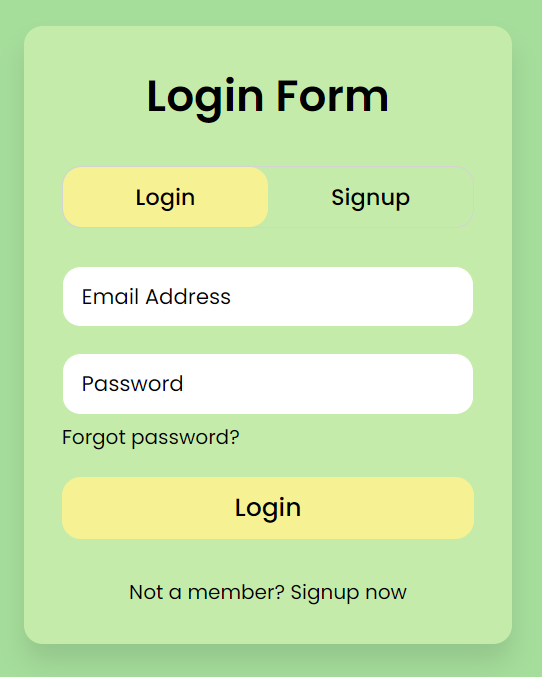 Login Form
Login Signup
Email Address
Password
Forgot password?
Login
Not a member? Signup now